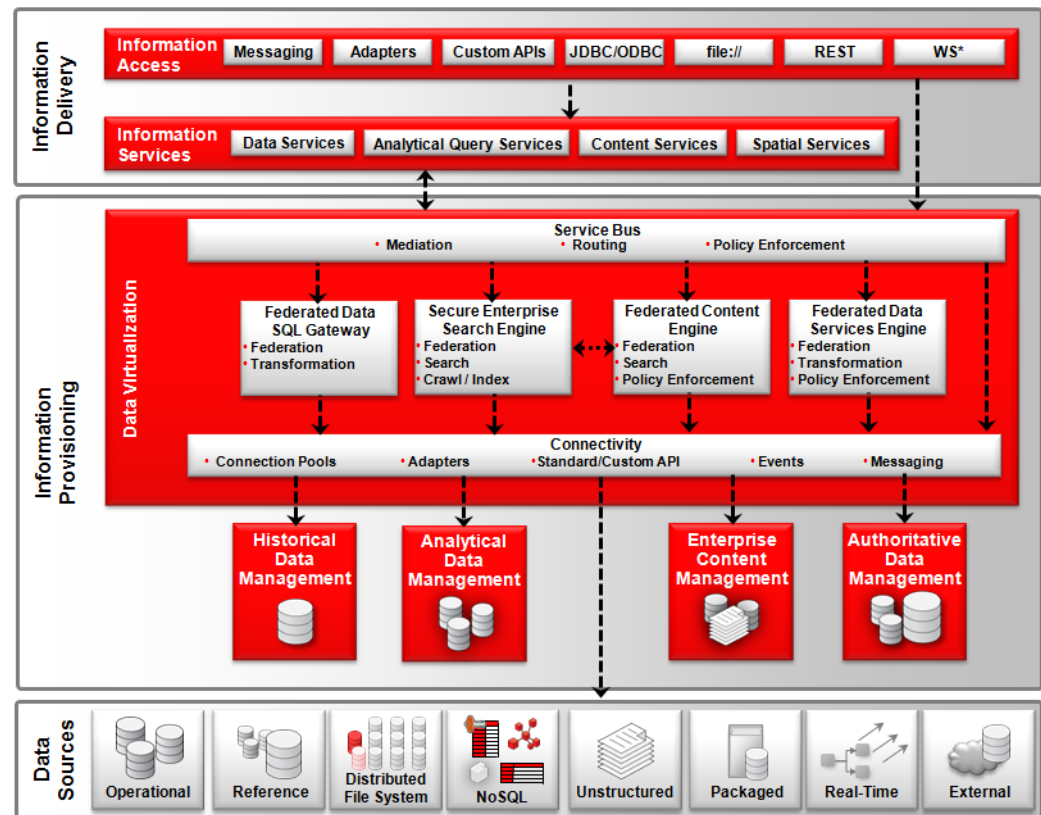 Information Delivery
Information Access
Messaging
Adapters
Custom APIs
JDBC/ODBC
file://
REST
WS*
Information Services
Data Services
Analytical Query Services
Content Services
Spatial Services
Information Provisioning
Data Virtualization
Service Bus
• Mediation
• Routing
• Policy Enforcement
Federated Data
SQL Gateway
• Federation
• Transformation
Secure Enterprise
Search Engine
• Federation
• Search
• Crawl / Index
Federated Content
Engine
• Federation
• Search
• Policy Enforcement
Federated Data
Services Engine
• Federation
• Transformation
• Policy Enforcement
Connectivity
• Connection Pools
• Adapters
• Standard/Custom API
• Events
• Messaging
Historical
Data
Management
Analytical
Data
Management
Enterprise
Content
Management
Authoritative
Data
Management
Data Sources
Operational
Reference
Distributed
File System
NoSQL
Unstructured
Packaged
Real-Time
External